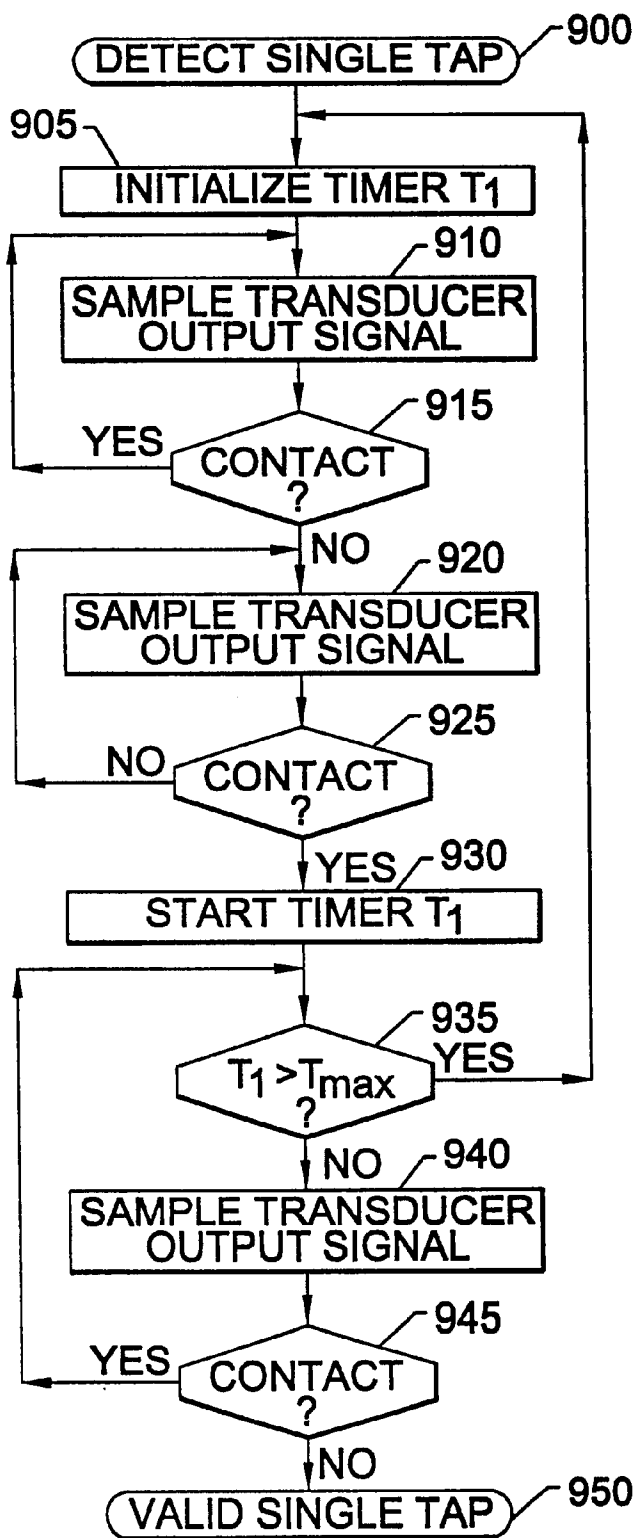 DETECT SINGLE TAP
900
905
INITIALIZE TIMER T1
910
SAMPLE TRANSDUCER
OUTPUT SIGNAL
915
YES
CONTACT
?
NO
920
SAMPLE TRANSDUCER
OUTPUT SIGNAL
925
NO
CONTACT
?
YES
930
START TIMER T1
935
T1 >Tmax
?
YES
NO
940
SAMPLE TRANSDUCER
OUTPUT SIGNAL
945
YES
CONTACT
?
NO
VALID SINGLE TAP
950